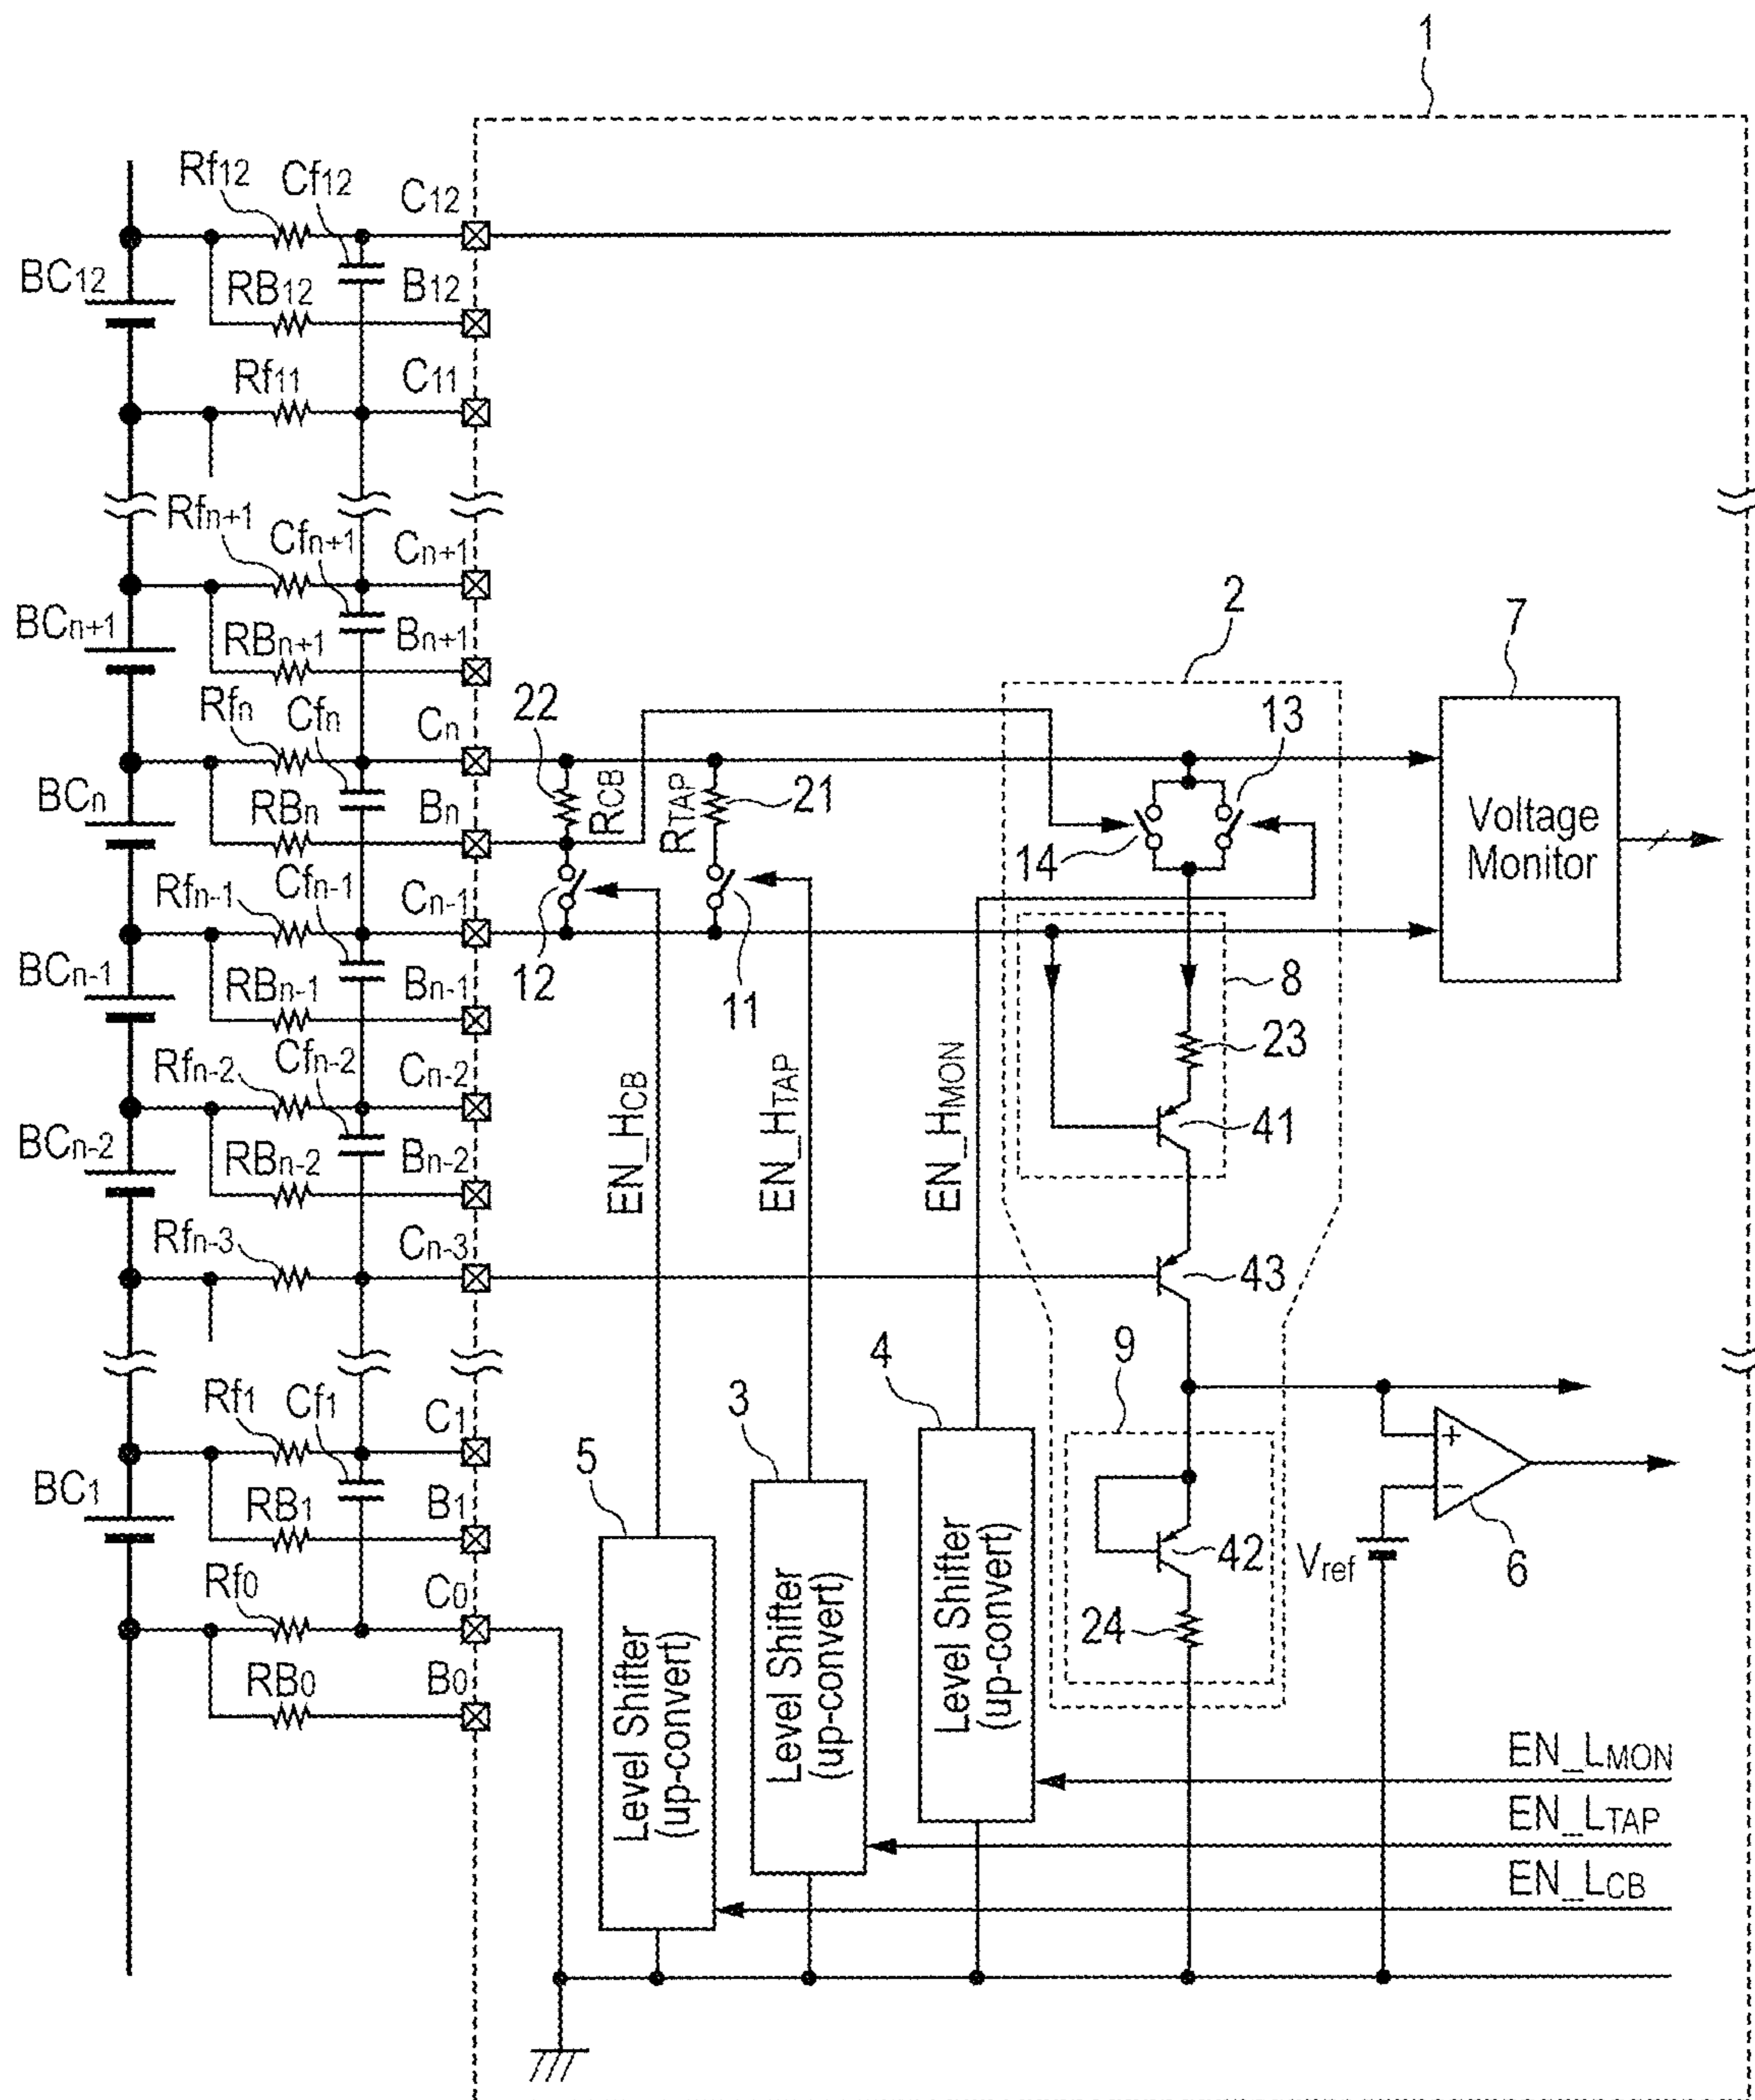 1
Rf12
Cf12
C12
BC12
RB12
B12
Rf11
C11
Rfn+1
Cfn+1
Cn+1
BCn+1
RBn+1
Bn+1
2
7
Rfn
Cfn
Cn
22
13
BCn
RBn
Bn
RCB
RTAP
21
14
Voltage
Monitor
Rfn-1
Cfn-1
Cn-1
12
11
BCn-1
RBn-1
Bn-1
8
23
Rfn-2
Cfn-2
Cn-2
EN_HCB
EN_HTAP
EN_HMON
41
BCn-2
RBn-2
Bn-2
Rfn-3
Cn-3
43
9
4
3
5
Rf1
Cf1
C1
BC1
RB1
B1
+
−
6
Vref
42
24
Rf0
C0
RB0
B0
Level Shifter
(up-convert)
Level Shifter
(up-convert)
Level Shifter
(up-convert)
EN_LMON
EN_LTAP
EN_LCB